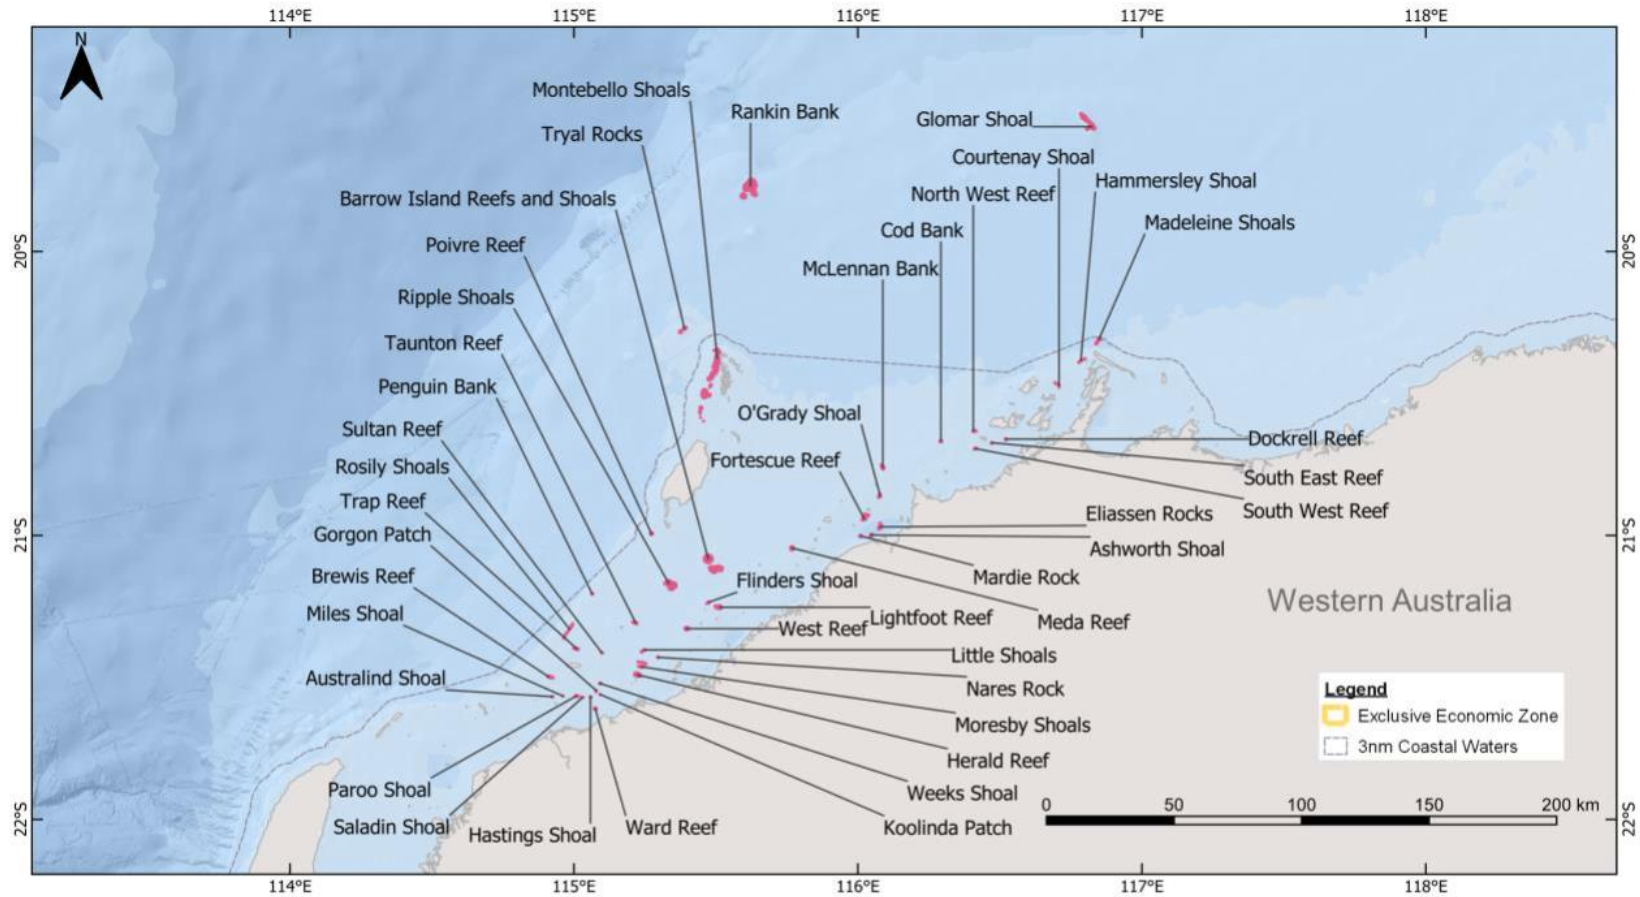 114°E 115°E 116°E 117°E 118°E
N
Montebello Shoals
Rankin Bank
Tryal Rocks
Glomar Shoal
Courtenay Shoal
Hammersley Shoal
North West Reef
Barrow Island Reefs and Shoals
Madeleine Shoals
Cod Bank
Poivre Reef
20°S
20°S
McLennan Bank
Ripple Shoals
Taunton Reef
Penguin Bank
O'Grady Shoal
Sultan Reef
Dockrell Reef
Fortescue Reef
Rosily Shoals
South East Reef
Trap Reef
South West Reef
Eliassen Rocks
Gorgon Patch
21°S
21°S
Ashworth Shoal
Brewis Reef
Mardie Rock
Flinders Shoal
Western Australia
Miles Shoal
Lightfoot Reef
Meda Reef
West Reef
Little Shoals
Australind Shoal
Nares Rock
Legend
Exclusive Economic Zone
3nm Coastal Waters
Moresby Shoals
Herald Reef
Paroo Shoal
Weeks Shoal
0 50 100 150 200 km
22°S
22°S
Saladin Shoal
Hastings Shoal
Ward Reef
Koolinda Patch
114°E 115°E 116°E 117°E 118°E